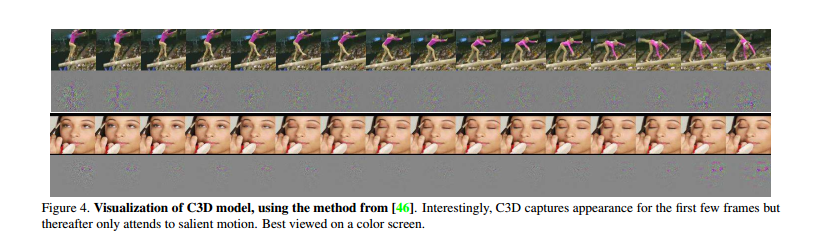 Figure 4. Visualization of C3D model, using the method from [46]. Interestingly, C3D captures appearance for the first few frames but
thereafter only attends to salient motion. Best viewed on a color screen.